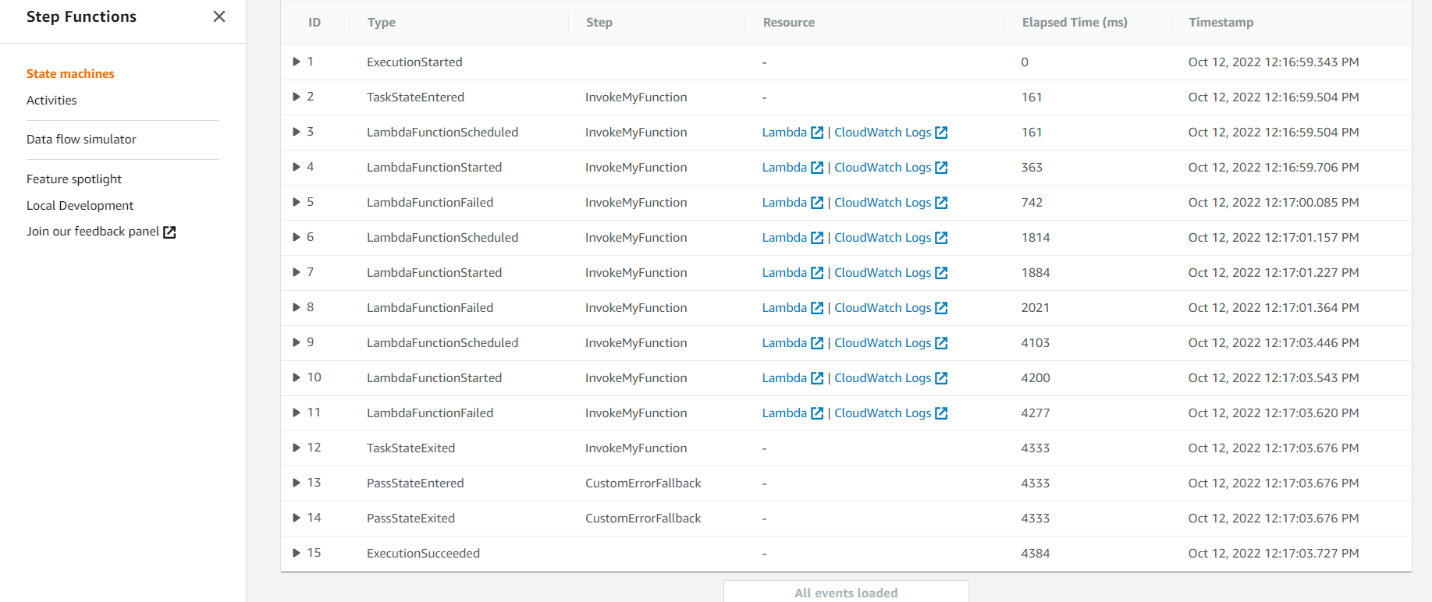 Step Functions
State machines
Activities
Data flow simulator
Feature spotlight
Local Development
Join our feedback panel
ID Type Step Resource Elapsed Time (ms) Timestamp
1 ExecutionStarted - 0 Oct 12, 2022 12:16:59.343 PM
2 TaskStateEntered InvokeMyFunction - 161 Oct 12, 2022 12:16:59.504 PM
3 LambdaFunctionScheduled InvokeMyFunction Lambda | CloudWatch Logs 161 Oct 12, 2022 12:16:59.504 PM
4 LambdaFunctionStarted InvokeMyFunction Lambda | CloudWatch Logs 363 Oct 12, 2022 12:16:59.706 PM
5 LambdaFunctionFailed InvokeMyFunction Lambda | CloudWatch Logs 742 Oct 12, 2022 12:17:00.085 PM
6 LambdaFunctionScheduled InvokeMyFunction Lambda | CloudWatch Logs 1814 Oct 12, 2022 12:17:01.157 PM
7 LambdaFunctionStarted InvokeMyFunction Lambda | CloudWatch Logs 1884 Oct 12, 2022 12:17:01.227 PM
8 LambdaFunctionFailed InvokeMyFunction Lambda | CloudWatch Logs 2021 Oct 12, 2022 12:17:01.364 PM
9 LambdaFunctionScheduled InvokeMyFunction Lambda | CloudWatch Logs 4103 Oct 12, 2022 12:17:03.446 PM
10 LambdaFunctionStarted InvokeMyFunction Lambda | CloudWatch Logs 4200 Oct 12, 2022 12:17:03.543 PM
11 LambdaFunctionFailed InvokeMyFunction Lambda | CloudWatch Logs 4277 Oct 12, 2022 12:17:03.620 PM
12 TaskStateExited InvokeMyFunction - 4333 Oct 12, 2022 12:17:03.676 PM
13 PassStateEntered CustomErrorFallback - 4333 Oct 12, 2022 12:17:03.676 PM
14 PassStateExited CustomErrorFallback - 4333 Oct 12, 2022 12:17:03.676 PM
15 ExecutionSucceeded - 4384 Oct 12, 2022 12:17:03.727 PM
All events loaded